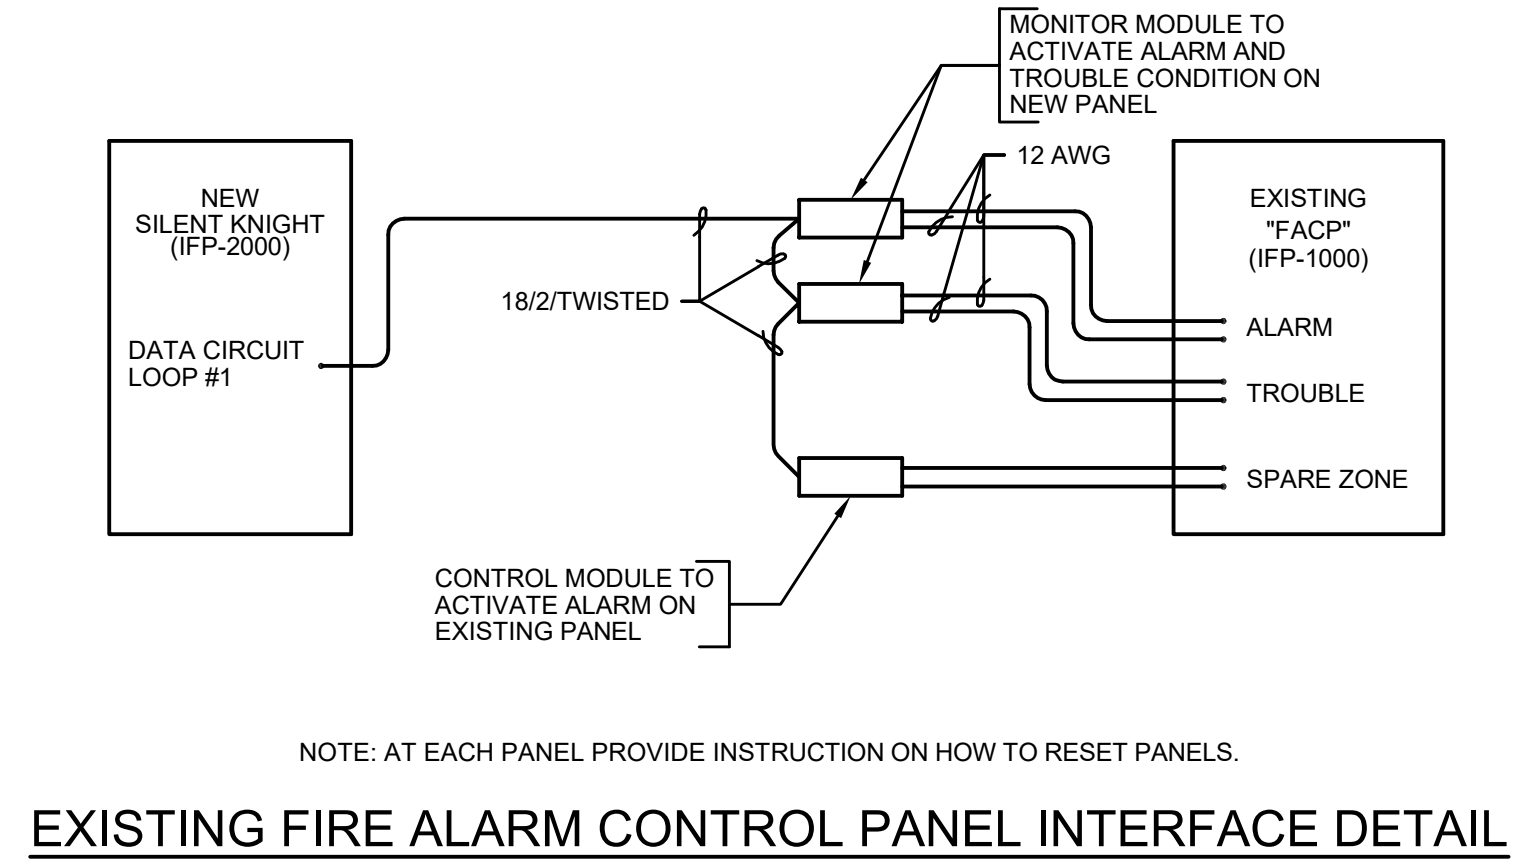 MONITOR MODULE TO
ACTIVATE ALARM AND
TROUBLE CONDITION ON
NEW PANEL
12 AWG
NEW
SILENT KNIGHT
(IFP-2000)
EXISTING
"FACP"
(IFP-1000)
18/2/TWISTED
DATA CIRCUIT
LOOP #1
ALARM
TROUBLE
SPARE ZONE
CONTROL MODULE TO
ACTIVATE ALARM ON
EXISTING PANEL
NOTE: AT EACH PANEL PROVIDE INSTRUCTION ON HOW TO RESET PANELS.
EXISTING FIRE ALARM CONTROL PANEL INTERFACE DETAIL